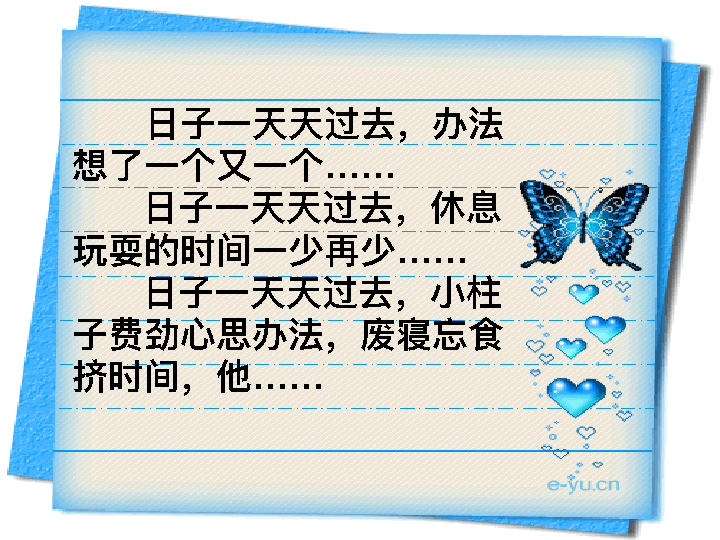 日子一天天过去，办法
想了一个又一个……
日子一天天过去，休息
玩耍的时间一少再少……
日子一天天过去，小柱
子费劲心思办法，废寝忘食
挤时间，他……
e-yu.cn